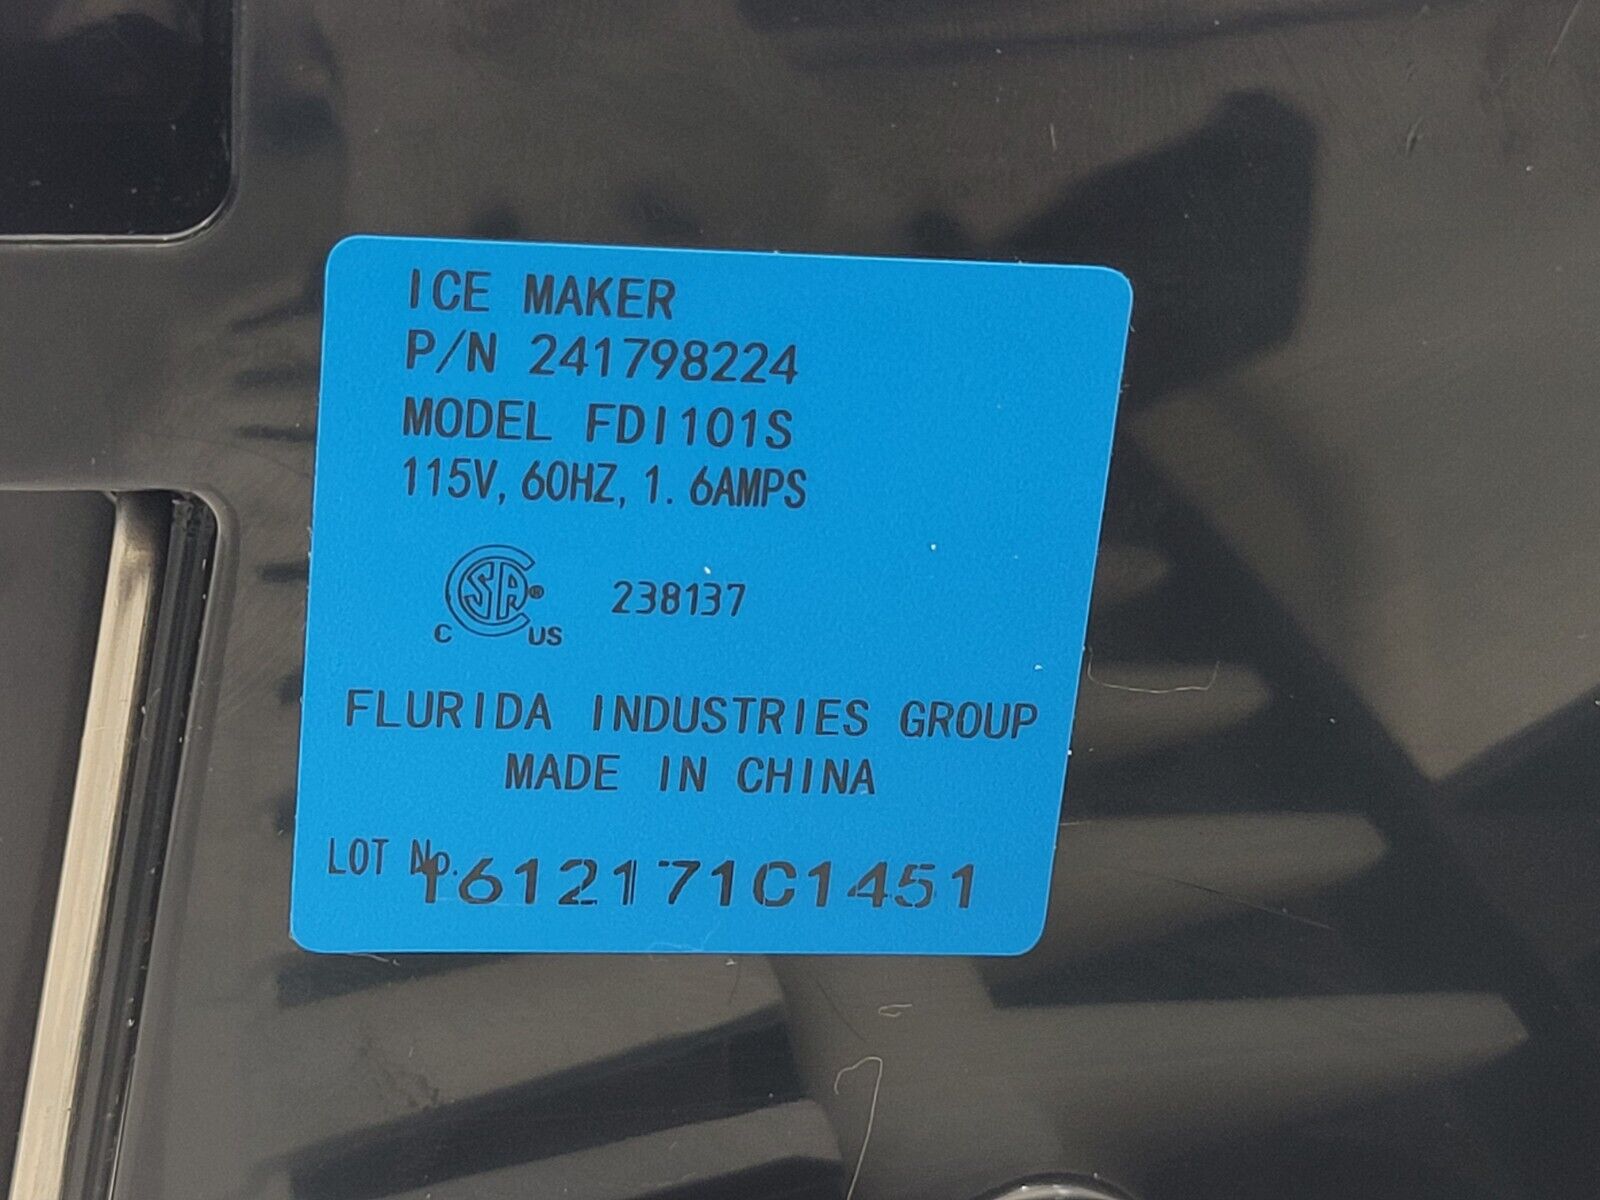 ICE MAKER
P/N 241798224
MODEL FDI101S
115V, 60HZ, 1.6AMPS
CSA® 238137
C US
FLURIDA INDUSTRIES GROUP
MADE IN CHINA
LOT No. 1612171C1451